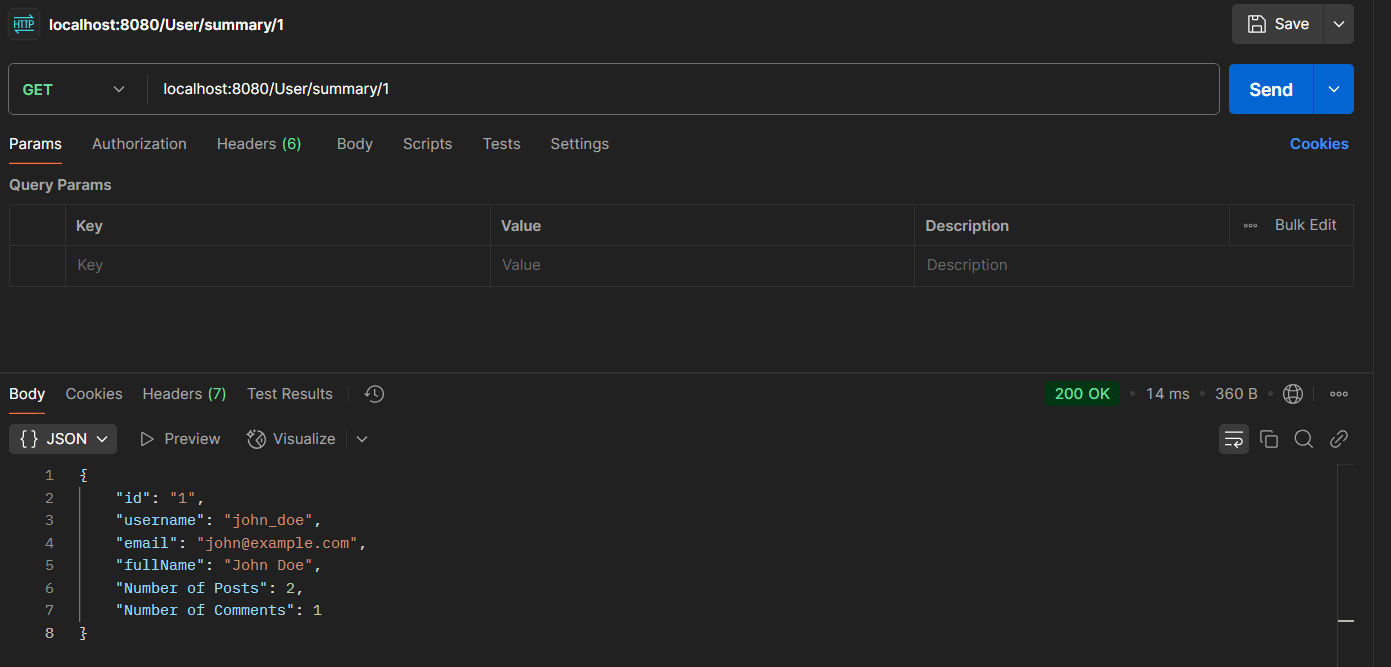 HTTP localhost:8080/User/summary/1 Save
GET localhost:8080/User/summary/1 Send
Params Authorization Headers (6) Body Scripts Tests Settings Cookies
Query Params
Key Value Description Bulk Edit
Key Value Description
Body Cookies Headers (7) Test Results 200 OK • 14 ms • 360 B •
{} JSON Preview Visualize
1 {
2 "id": "1",
3 "username": "john_doe",
4 "email": "john@example.com",
5 "fullName": "John Doe",
6 "Number of Posts": 2,
7 "Number of Comments": 1
8 }